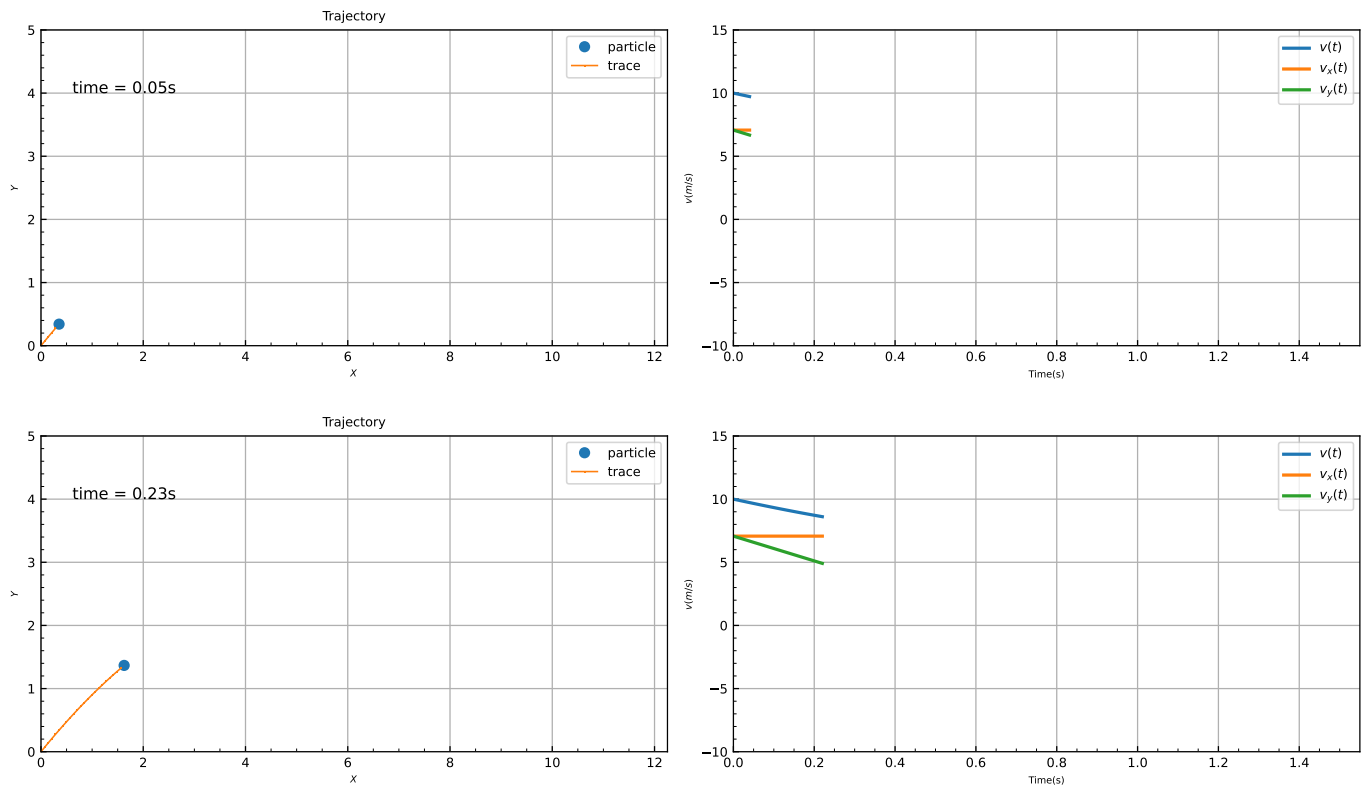 Trajectory
5
4
3
2
1
0
Y
time = 0.05s
particle
trace
0 2 4 6 8 10 12
X
15
10
5
0
−5
−10
v(m/s)
v(t)
v_x(t)
v_y(t)
0.0 0.2 0.4 0.6 0.8 1.0 1.2 1.4
Time(s)
Trajectory
5
4
3
2
1
0
Y
time = 0.23s
particle
trace
0 2 4 6 8 10 12
X
15
10
5
0
−5
−10
v(m/s)
v(t)
v_x(t)
v_y(t)
0.0 0.2 0.4 0.6 0.8 1.0 1.2 1.4
Time(s)